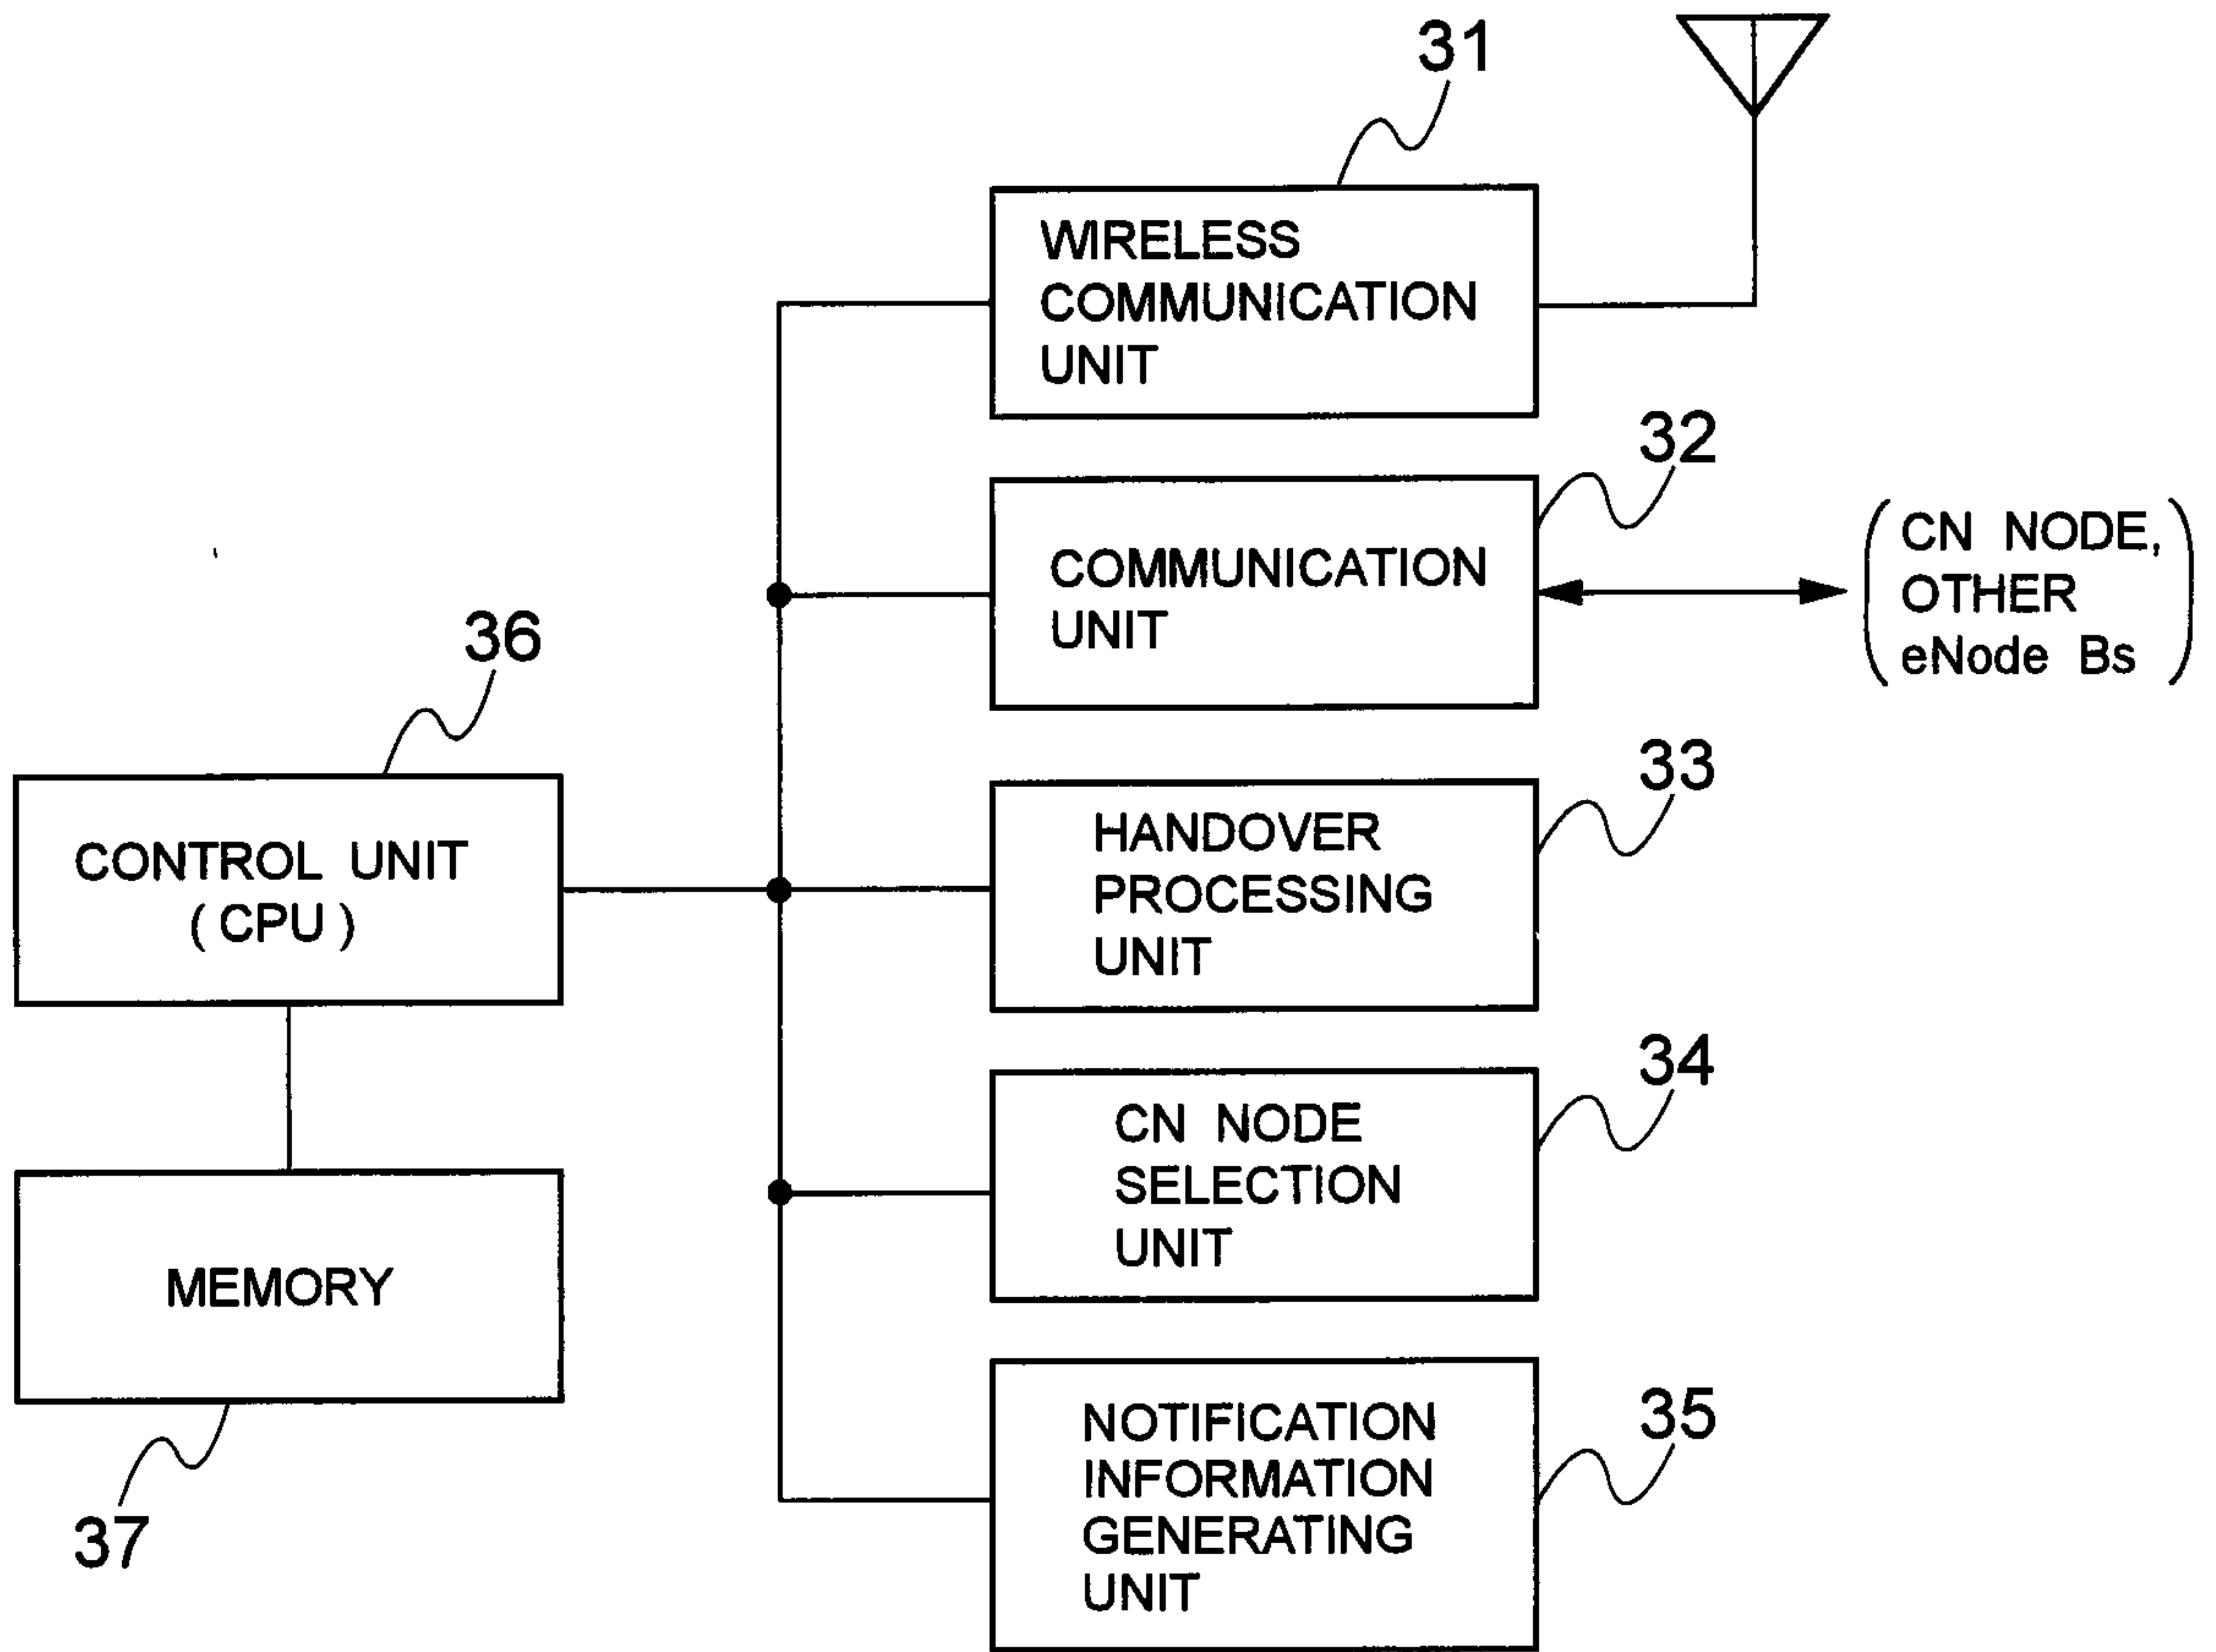 31
WIRELESS
COMMUNICATION
UNIT
32
COMMUNICATION
UNIT
( CN NODE,
OTHER
eNode Bs )
36
CONTROL UNIT
( CPU )
33
HANDOVER
PROCESSING
UNIT
34
CN NODE
SELECTION
UNIT
MEMORY
37
35
NOTIFICATION
INFORMATION
GENERATING
UNIT